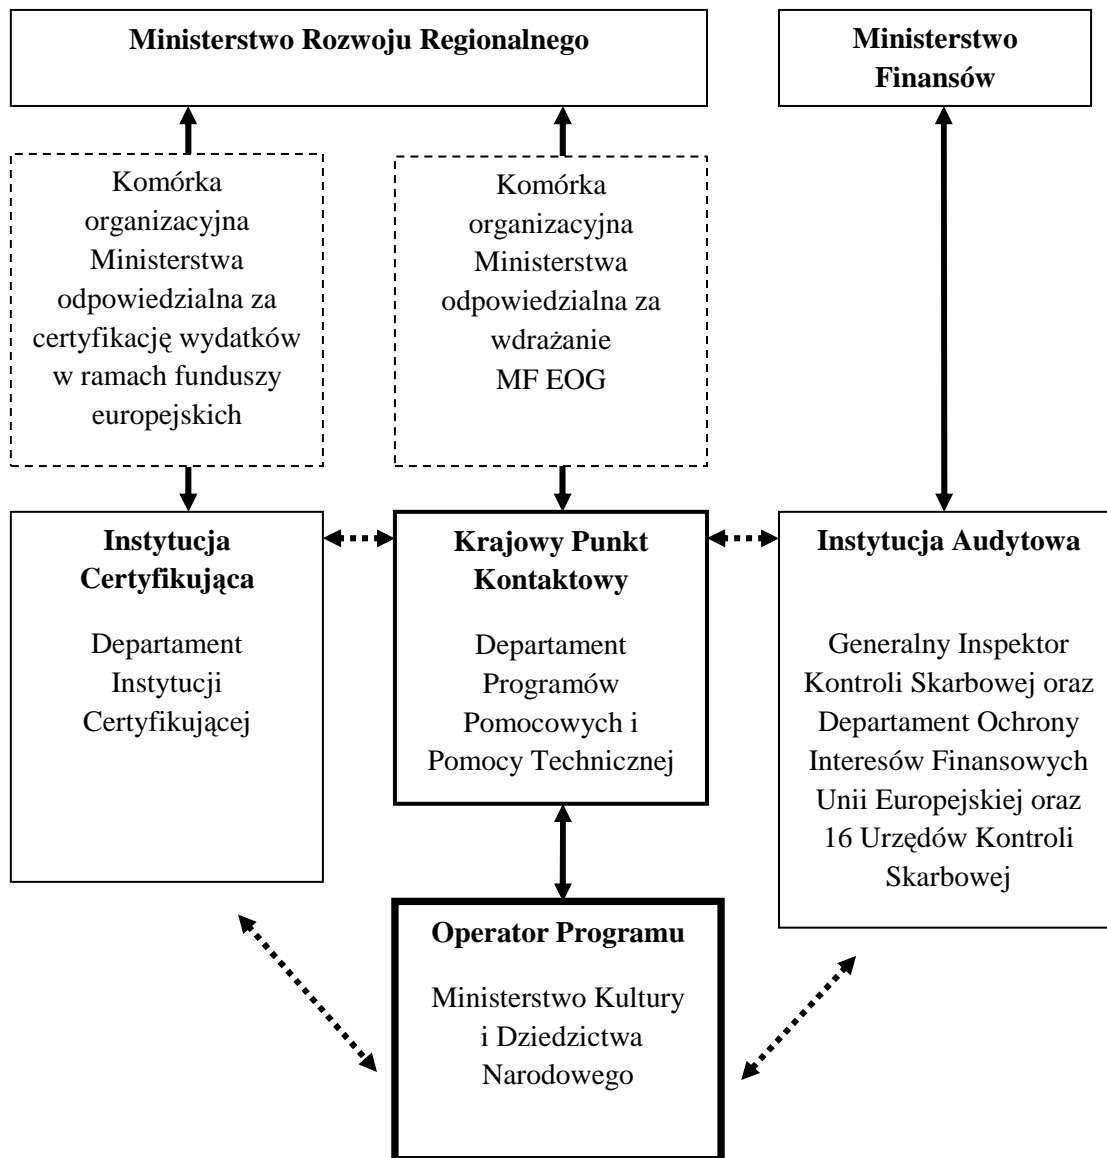 Ministerstwo Rozwoju Regionalnego
Ministerstwo
Finansów
Komórka
organizacyjna
Ministerstwa
odpowiedzialna za
certyfikację wydatków
w ramach funduszy
europejskich
Komórka
organizacyjna
Ministerstwa
odpowiedzialna za
wdrażanie
MF EOG
Instytucja
Certyfikująca
Departament
Instytucji
Certyfikującej
Krajowy Punkt
Kontaktowy
Departament
Programów
Pomocowych i
Pomocy Technicznej
Instytucja Audytowa
Generalny Inspektor
Kontroli Skarbowej oraz
Departament Ochrony
Interesów Finansowych
Unii Europejskiej oraz
16 Urzędów Kontroli
Skarbowej
Operator Programu
Ministerstwo Kultury
i Dziedzictwa
Narodowego